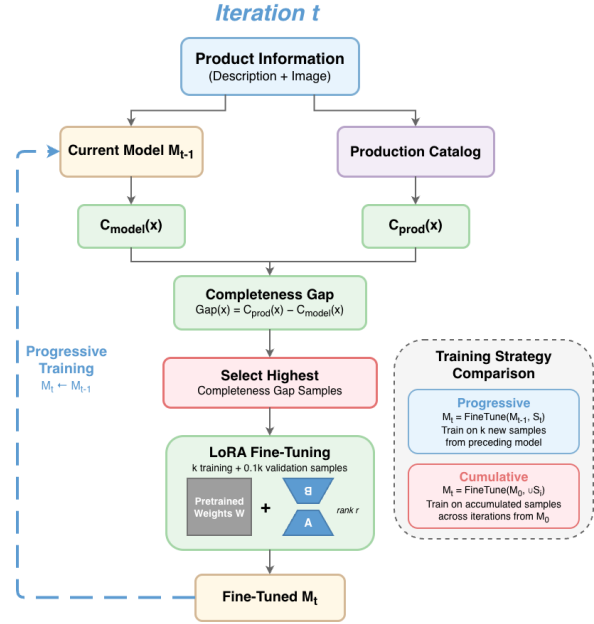 Iteration t
Product Information
(Description + Image)
Current Model Mt-1
Production Catalog
Cmodel(x)
Cprod(x)
Completeness Gap
Gap(x) = Cprod(x) − Cmodel(x)
Progressive
Training
Mt ← Mt-1
Select Highest
Completeness Gap Samples
LoRA Fine-Tuning
k training + 0.1k validation samples
Pretrained
Weights W
+
B
A
rank r
Fine-Tuned Mt
Training Strategy
Comparison
Progressive
Mt = FineTune(Mt-1, St)
Train on k new samples
from preceding model
Cumulative
Mt = FineTune(M0, ∪Si)
Train on accumulated samples
across iterations from M0